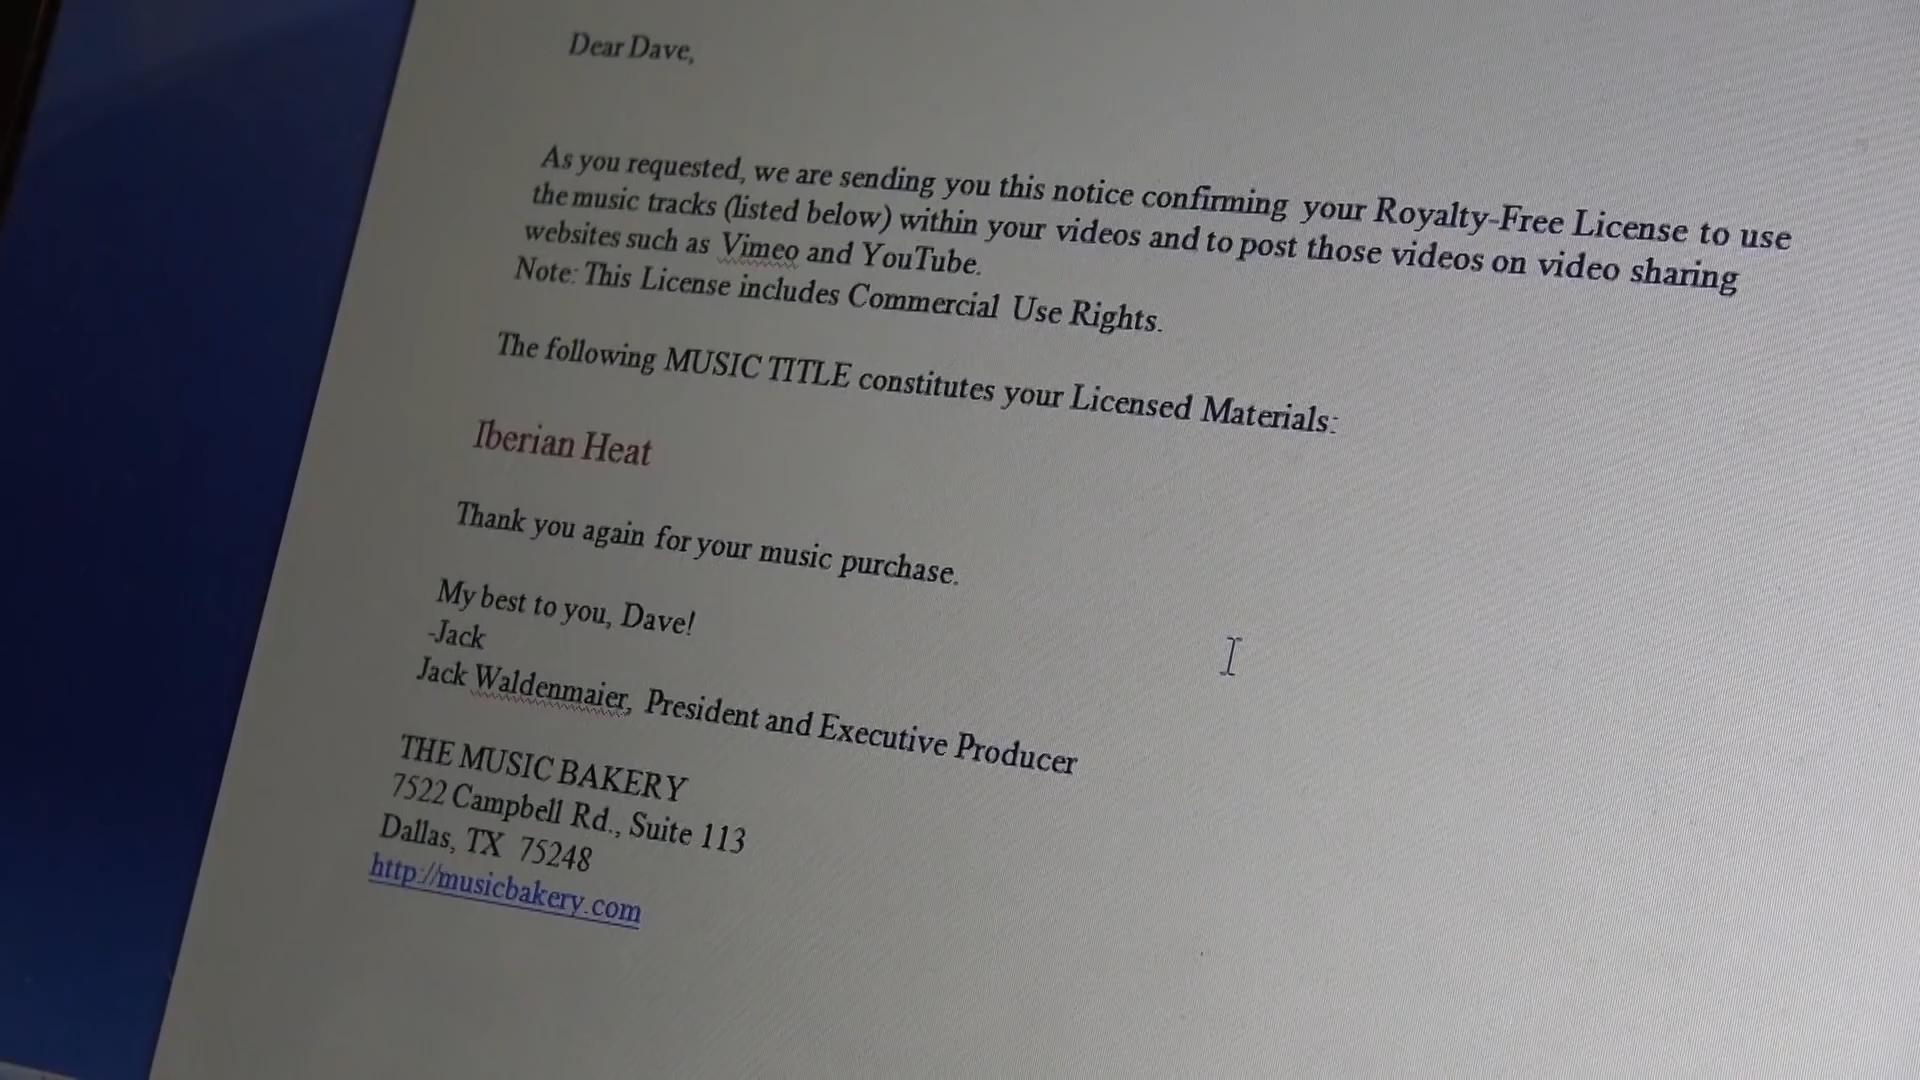 Dear Dave,
As you requested, we are sending you this notice confirming your Royalty-Free License to use
the music tracks (listed below) within your videos and to post those videos on video sharing
websites such as Vimeo and YouTube.
Note: This License includes Commercial Use Rights.
The following MUSIC TITLE constitutes your Licensed Materials:
Iberian Heat
Thank you again for your music purchase.
My best to you, Dave!
-Jack
Jack Waldenmaier, President and Executive Producer
THE MUSIC BAKERY
7522 Campbell Rd., Suite 113
Dallas, TX 75248
http://musicbakery.com